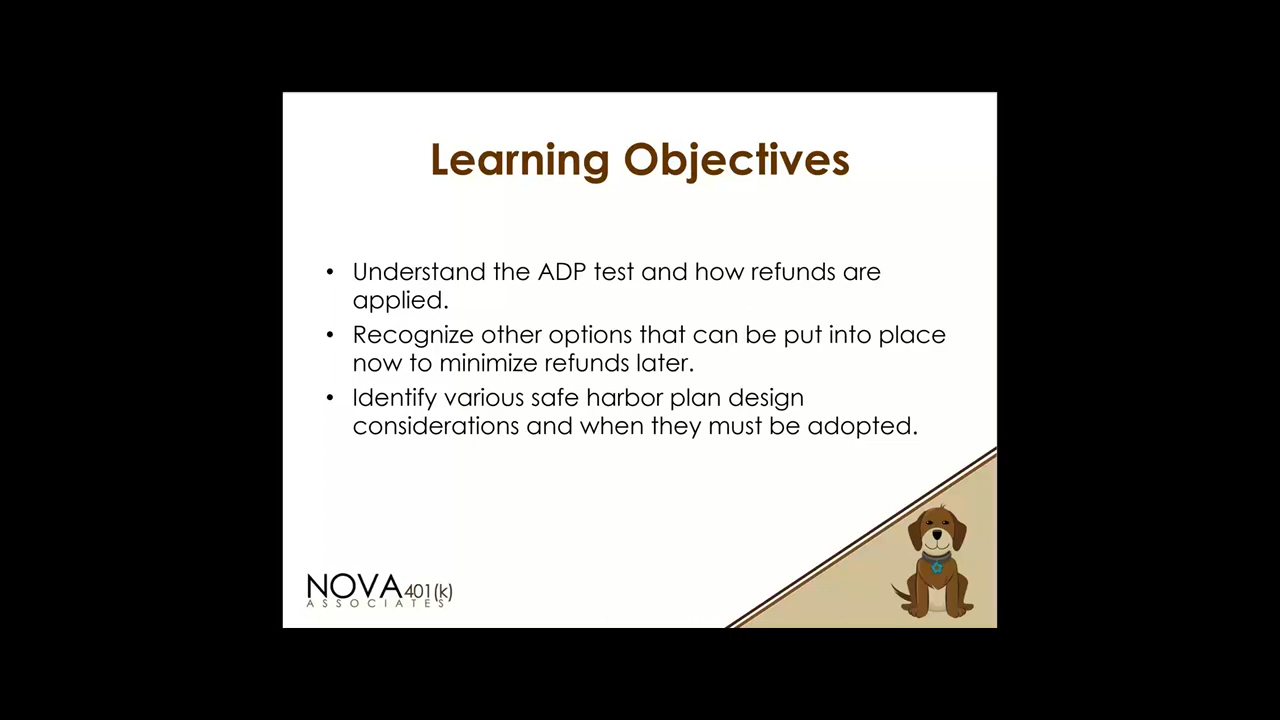 Learning Objectives
• Understand the ADP test and how refunds are
applied.
• Recognize other options that can be put into place
now to minimize refunds later.
• Identify various safe harbor plan design
considerations and when they must be adopted.
NOVA 401(k)
ASSOCIATES